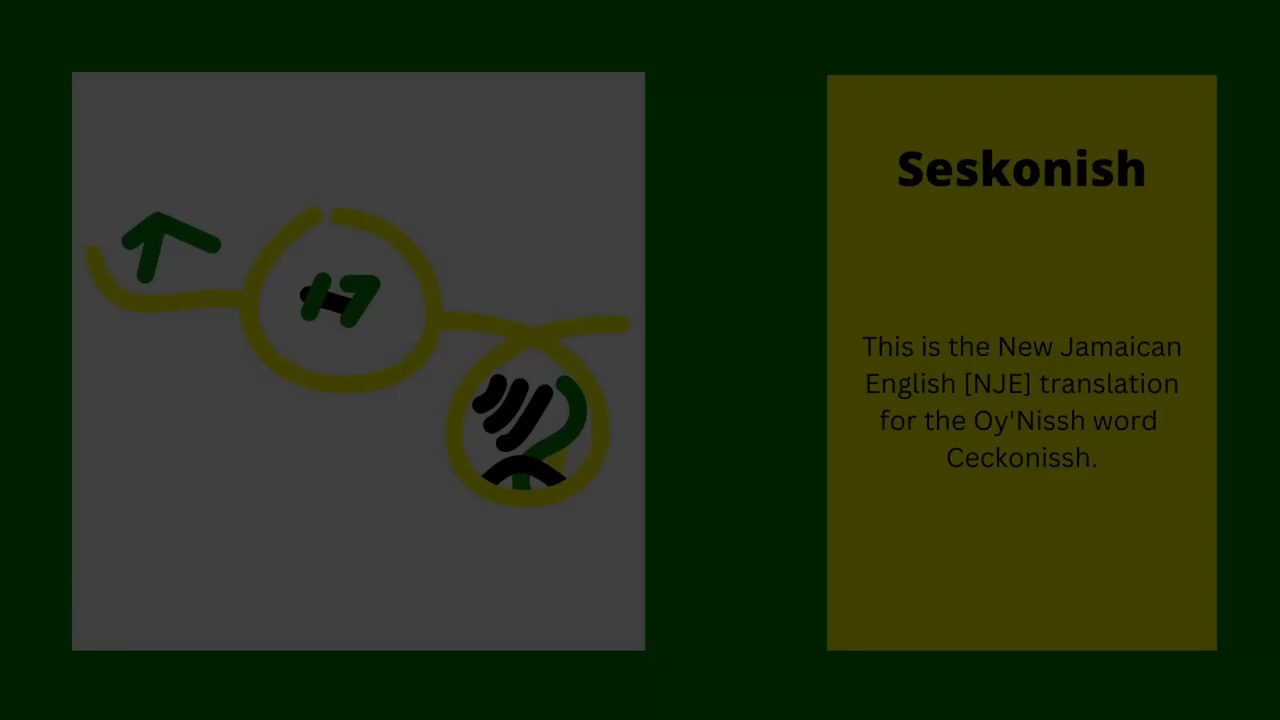 Seskonish
This is the New Jamaican
English [NJE] translation
for the Oy'Nissh word
Ceckonissh.